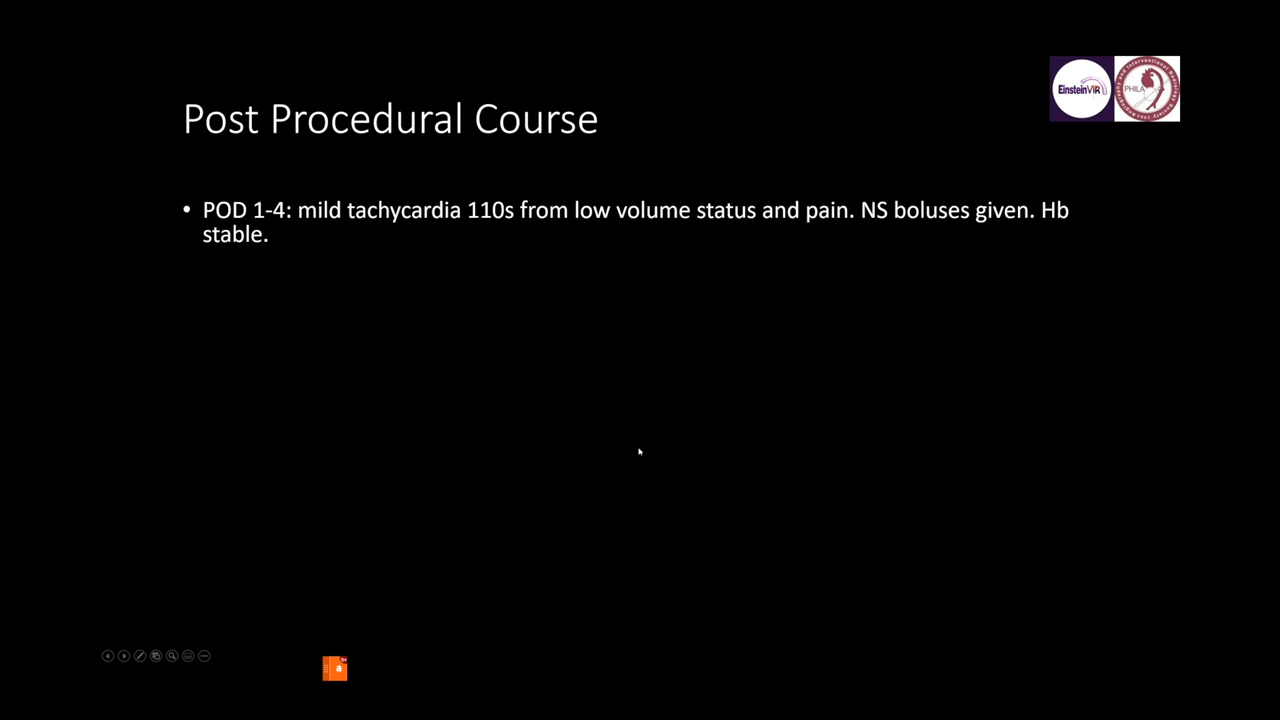 Post Procedural Course
EinsteinVIR
PHILA
• POD 1-4: mild tachycardia 110s from low volume status and pain. NS boluses given. Hb
stable.
a